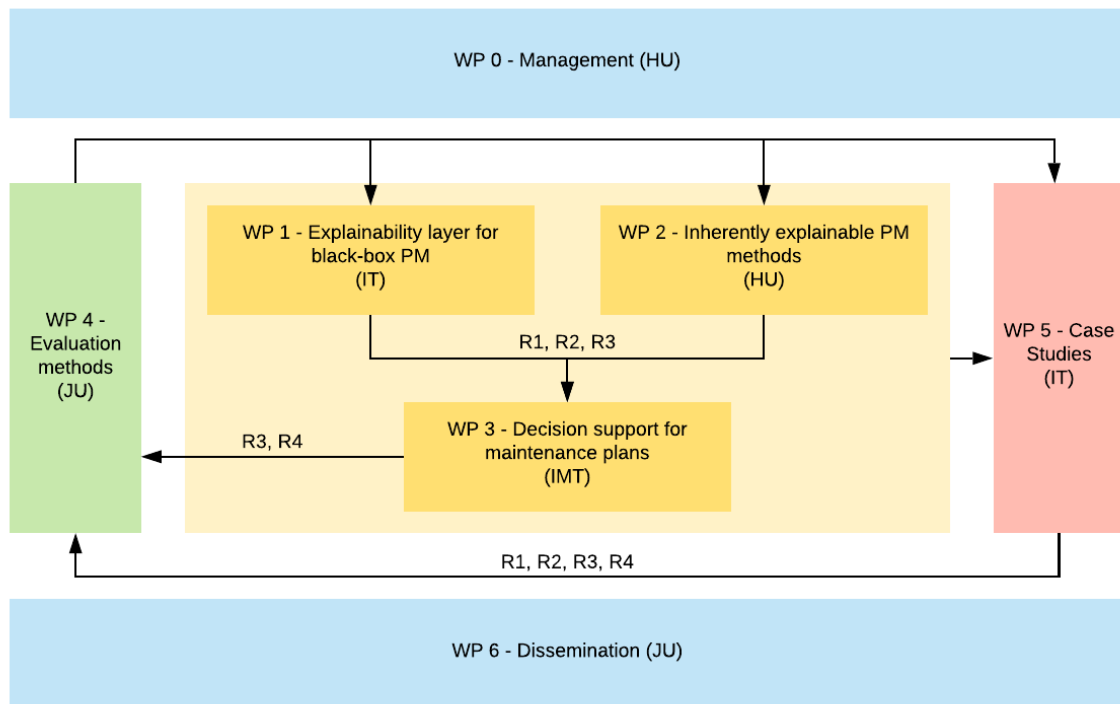 WP 0 - Management (HU)
WP 1 - Explainability layer for
black-box PM
(IT)
WP 2 - Inherently explainable PM
methods
(HU)
WP 4 -
Evaluation
methods
(JU)
R1, R2, R3
WP 5 - Case
Studies
(IT)
WP 3 - Decision support for
maintenance plans
(IMT)
R3, R4
R1, R2, R3, R4
WP 6 - Dissemination (JU)